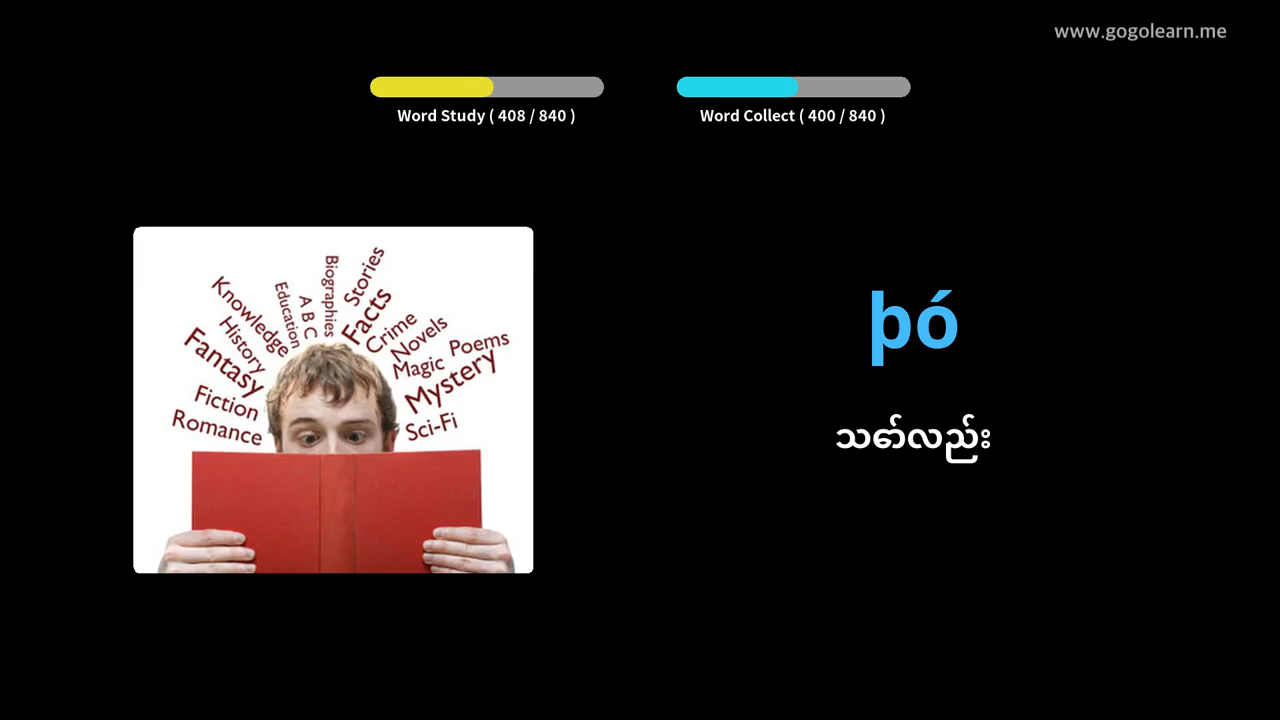 www.gogolearn.me
Word Study ( 408 / 840 )
Word Collect ( 400 / 840 )
Biographies
Stories
Knowledge
Education
A B C
Facts
History
Crime
Novels
Fantasy
Magic
Poems
Mystery
Fiction
Romance
Sci-Fi
þó
သော်လည်း